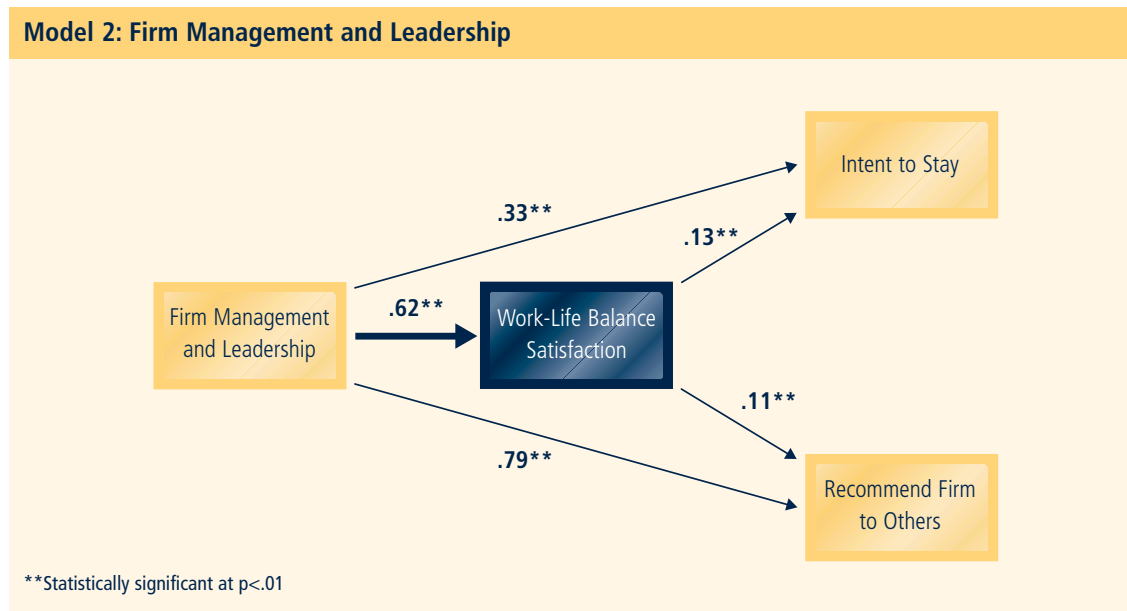 Model 2: Firm Management and Leadership
Intent to Stay
.33**
.13**
Firm Management
and Leadership
.62**
Work-Life Balance
Satisfaction
.11**
.79**
Recommend Firm
to Others
**Statistically significant at p<.01